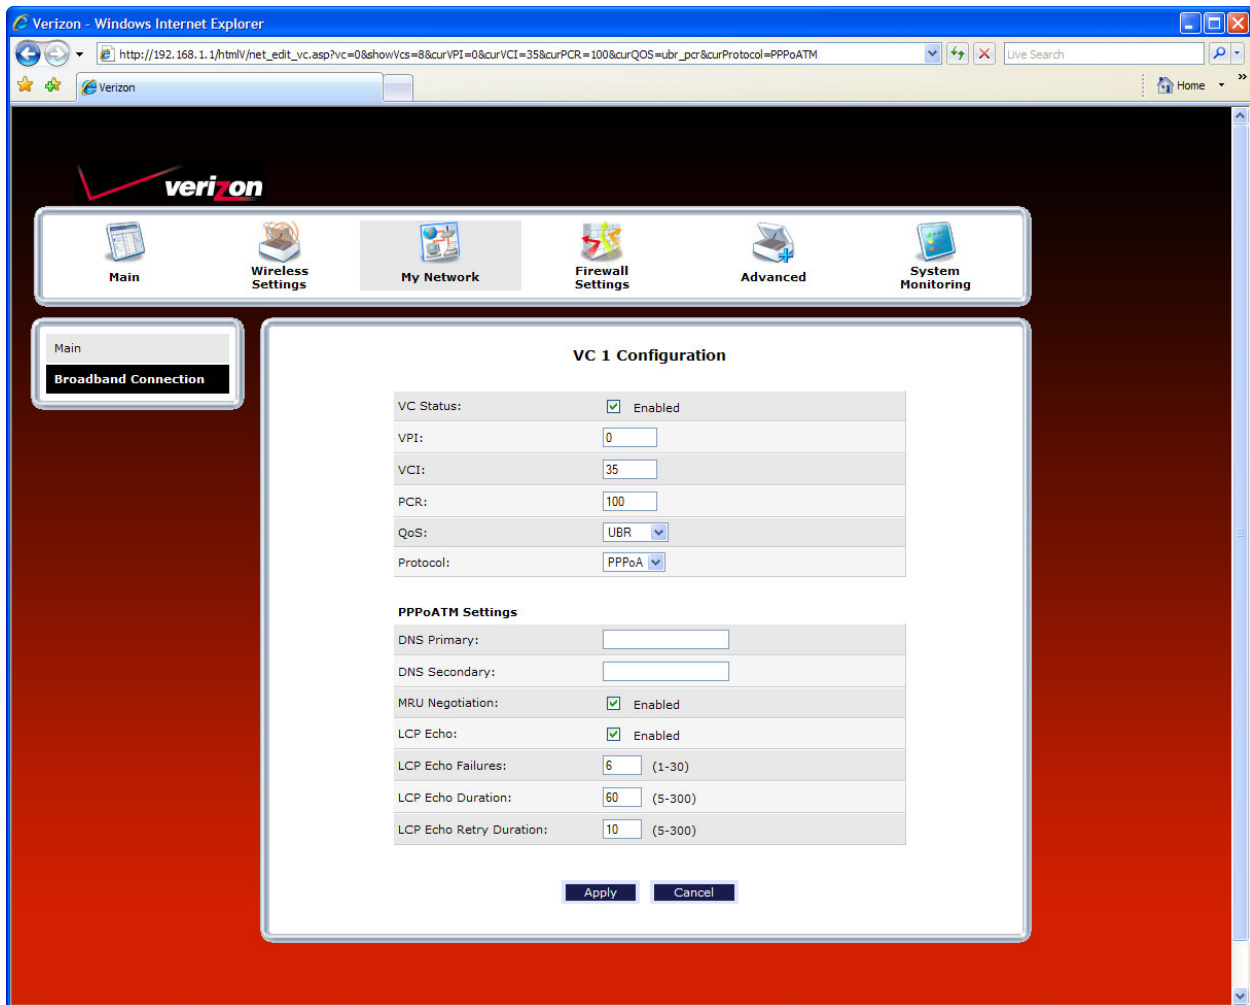 Verizon - Windows Internet Explorer
http://192.168.1.1/htmlV/net_edit_vc.asp?vc=0&showVcs=8&curVPI=0&curVCI=35&curPCR=100&curQOS=ubr_pcr&curProtocol=PPPoATM
Live Search
Verizon
Home
verizon
Main
Wireless Settings
My Network
Firewall Settings
Advanced
System Monitoring
Main
Broadband Connection
VC 1 Configuration
VC Status: Enabled
VPI: 0
VCI: 35
PCR: 100
QoS: UBR
Protocol: PPPoA
PPPoATM Settings
DNS Primary:
DNS Secondary:
MRU Negotiation: Enabled
LCP Echo: Enabled
LCP Echo Failures: 6 (1-30)
LCP Echo Duration: 60 (5-300)
LCP Echo Retry Duration: 10 (5-300)
Apply Cancel